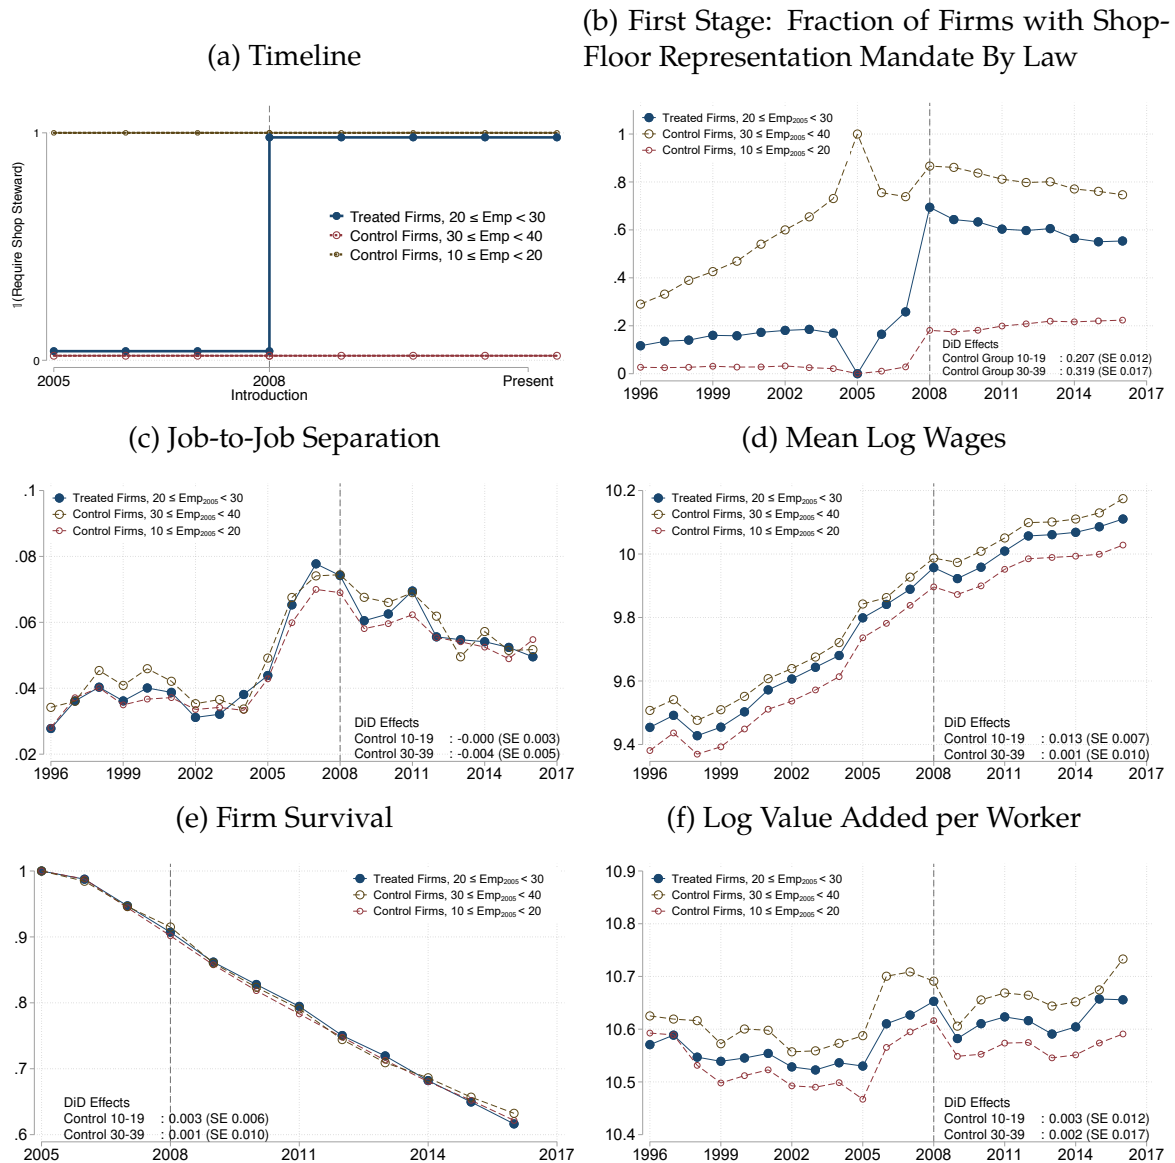 (a) Timeline
1
0
𝟙(Require Shop Steward)
Treated Firms, 20 ≤ Emp < 30
Control Firms, 30 ≤ Emp < 40
Control Firms, 10 ≤ Emp < 20
2005 2008 Present
Introduction
(b) First Stage: Fraction of Firms with Shop-
Floor Representation Mandate By Law
Treated Firms, 20 ≤ Emp₂₀₀₅ < 30
Control Firms, 30 ≤ Emp₂₀₀₅ < 40
Control Firms, 10 ≤ Emp₂₀₀₅ < 20
1
.8
.6
.4
.2
0
DiD Effects
Control Group 10-19 : 0.207 (SE 0.012)
Control Group 30-39 : 0.319 (SE 0.017)
1996 1999 2002 2005 2008 2011 2014 2017
(c) Job-to-Job Separation
Treated Firms, 20 ≤ Emp₂₀₀₅ < 30
Control Firms, 30 ≤ Emp₂₀₀₅ < 40
Control Firms, 10 ≤ Emp₂₀₀₅ < 20
.1
.08
.06
.04
.02
DiD Effects
Control 10-19 : -0.000 (SE 0.003)
Control 30-39 : -0.004 (SE 0.005)
1996 1999 2002 2005 2008 2011 2014 2017
(d) Mean Log Wages
Treated Firms, 20 ≤ Emp₂₀₀₅ < 30
Control Firms, 30 ≤ Emp₂₀₀₅ < 40
Control Firms, 10 ≤ Emp₂₀₀₅ < 20
10.2
10
9.8
9.6
9.4
DiD Effects
Control 10-19 : 0.013 (SE 0.007)
Control 30-39 : 0.001 (SE 0.010)
1996 1999 2002 2005 2008 2011 2014 2017
(e) Firm Survival
Treated Firms, 20 ≤ Emp₂₀₀₅ < 30
Control Firms, 30 ≤ Emp₂₀₀₅ < 40
Control Firms, 10 ≤ Emp₂₀₀₅ < 20
1
.9
.8
.7
.6
DiD Effects
Control 10-19 : 0.003 (SE 0.006)
Control 30-39 : 0.001 (SE 0.010)
2005 2008 2011 2014 2017
(f) Log Value Added per Worker
Treated Firms, 20 ≤ Emp₂₀₀₅ < 30
Control Firms, 30 ≤ Emp₂₀₀₅ < 40
Control Firms, 10 ≤ Emp₂₀₀₅ < 20
10.9
10.8
10.7
10.6
10.5
10.4
DiD Effects
Control 10-19 : 0.003 (SE 0.012)
Control 30-39 : 0.002 (SE 0.017)
1996 1999 2002 2005 2008 2011 2014 2017